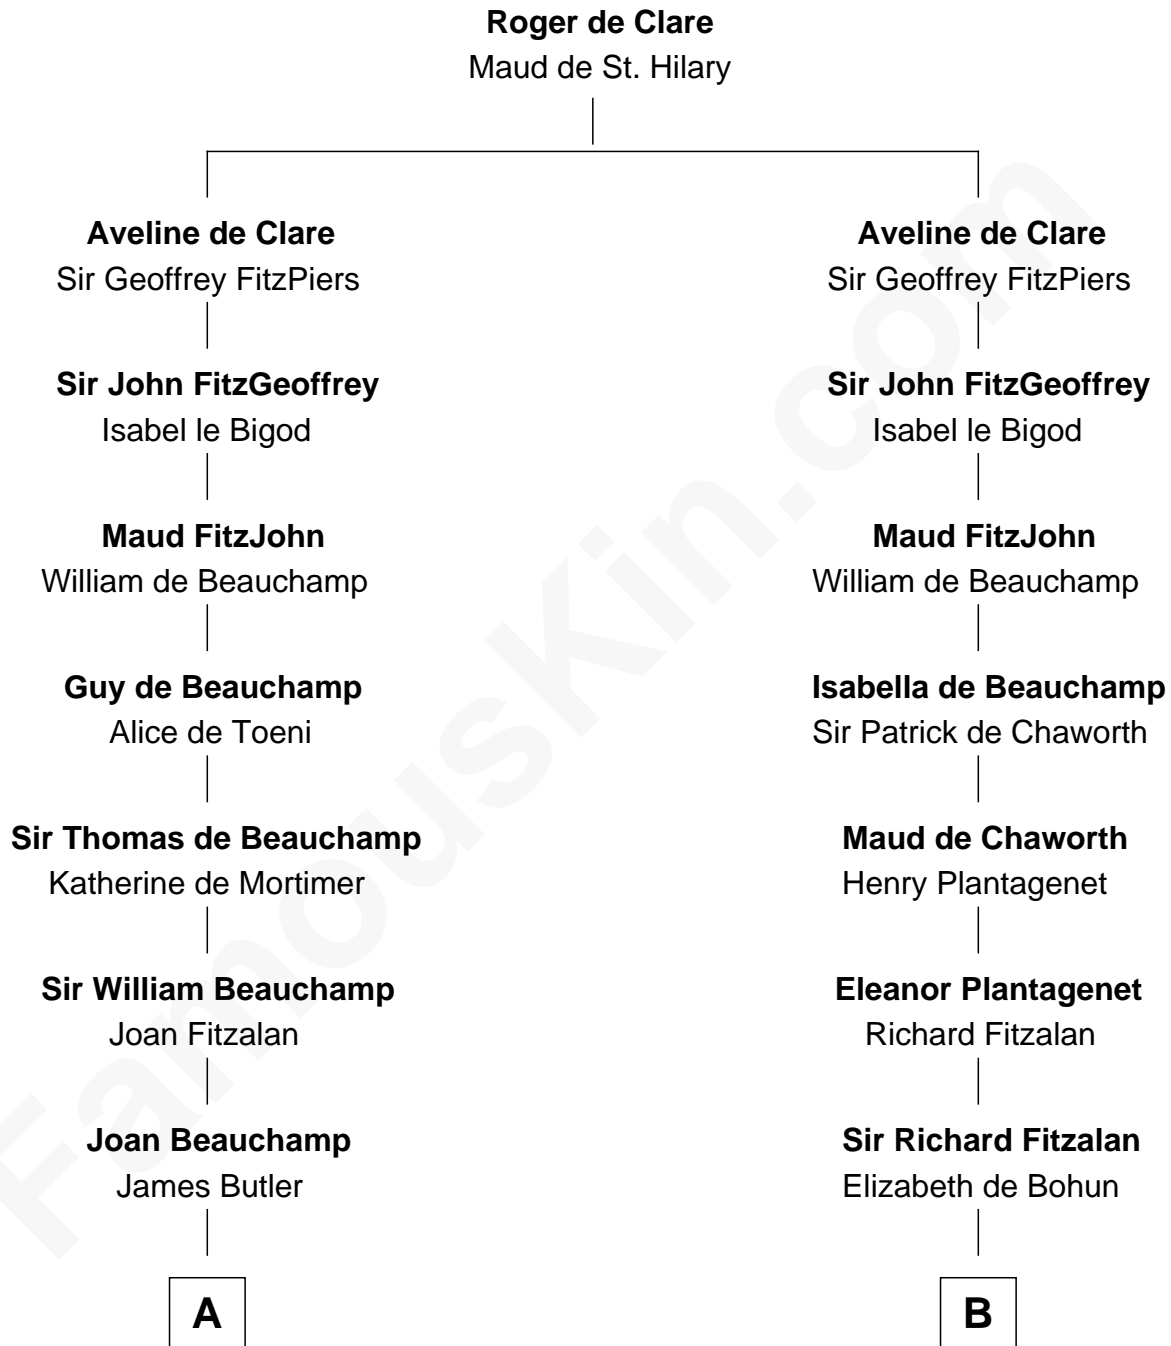 Roger de Clare
Maud de St. Hilary
Aveline de Clare
Sir Geoffrey FitzPiers
Sir John FitzGeoffrey
Isabel le Bigod
Maud FitzJohn
William de Beauchamp
Guy de Beauchamp
Alice de Toeni
Sir Thomas de Beauchamp
Katherine de Mortimer
Sir William Beauchamp
Joan Fitzalan
Joan Beauchamp
James Butler
A
Aveline de Clare
Sir Geoffrey FitzPiers
Sir John FitzGeoffrey
Isabel le Bigod
Maud FitzJohn
William de Beauchamp
Isabella de Beauchamp
Sir Patrick de Chaworth
Maud de Chaworth
Henry Plantagenet
Eleanor Plantagenet
Richard Fitzalan
Sir Richard Fitzalan
Elizabeth de Bohun
B
FamousKin.com